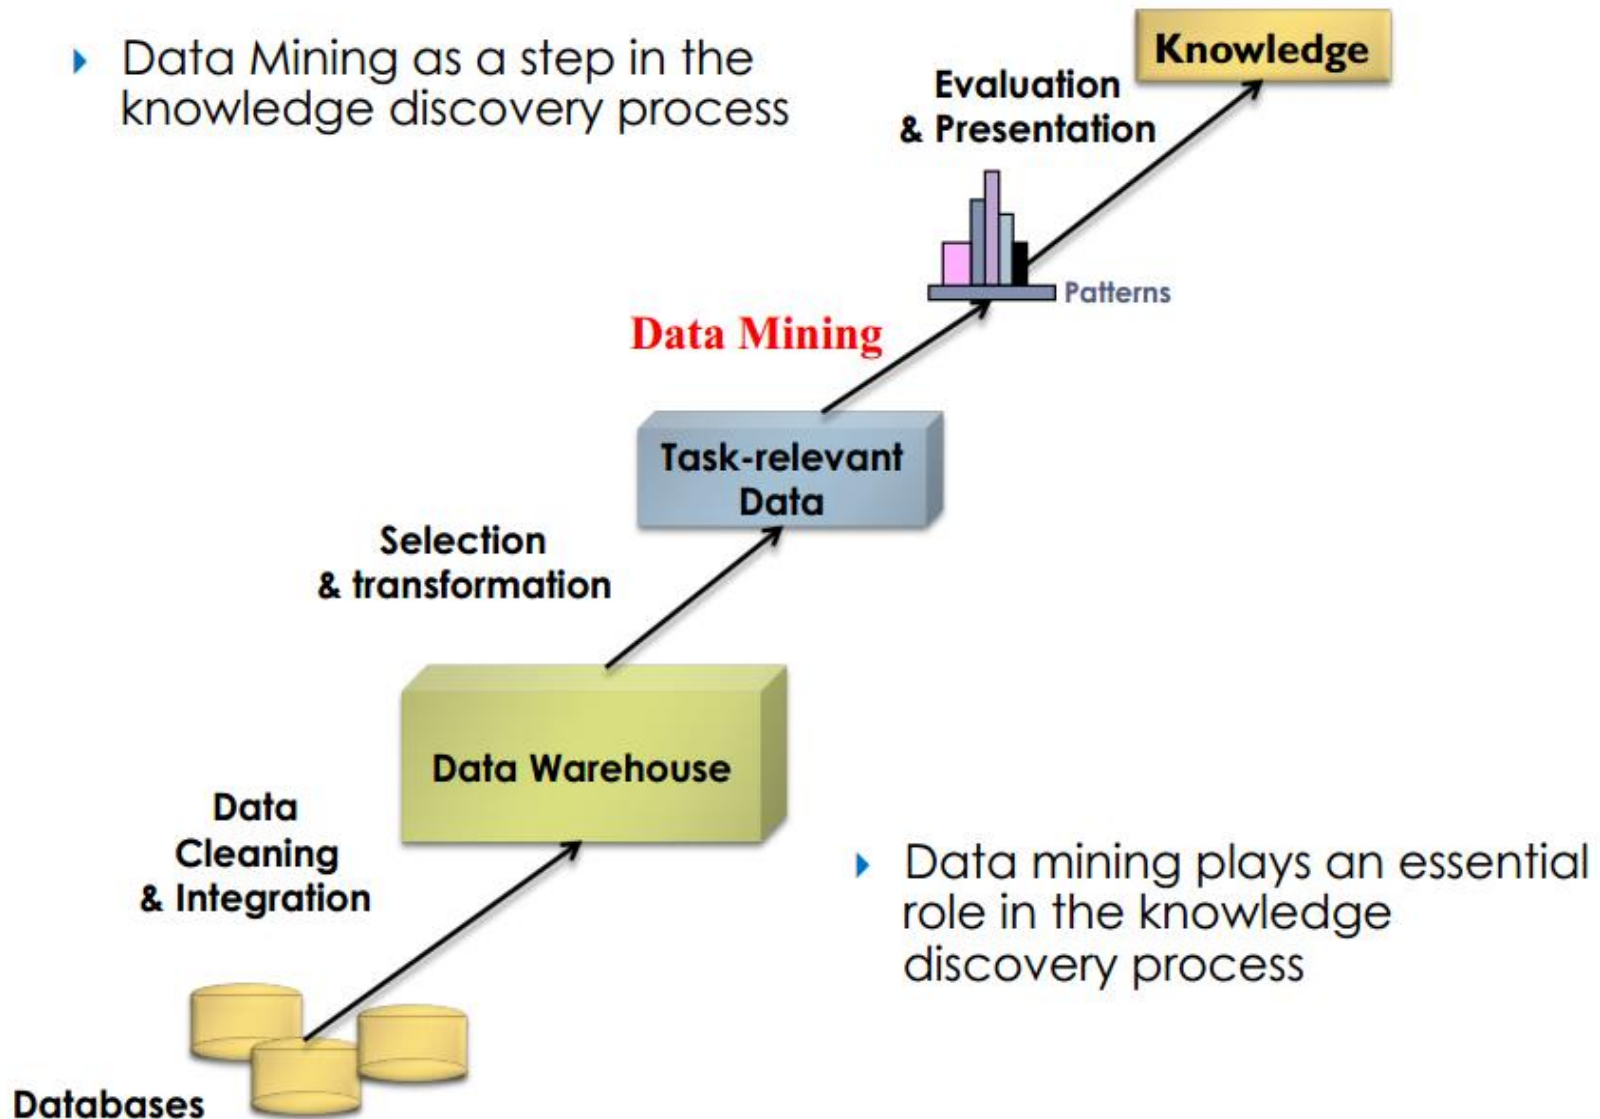 Data Mining as a step in the
knowledge discovery process
Knowledge
Evaluation
& Presentation
Patterns
Data Mining
Task-relevant
Data
Selection
& transformation
Data Warehouse
Data
Cleaning
& Integration
Data mining plays an essential
role in the knowledge
discovery process
Databases